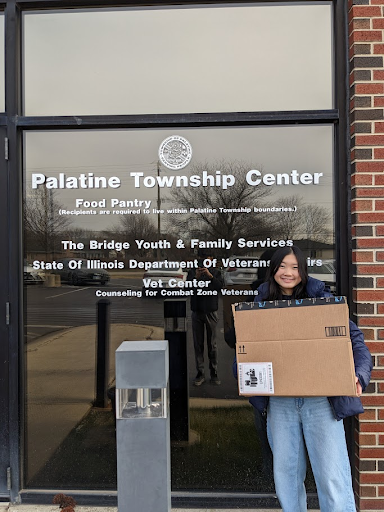 Palatine Township Center
Food Pantry
(Recipients are required to live within Palatine Township boundaries.)
The Bridge Youth & Family Services
State Of Illinois Department Of Veterans irs
Vet Center
Counseling for Combat Zone Veterans